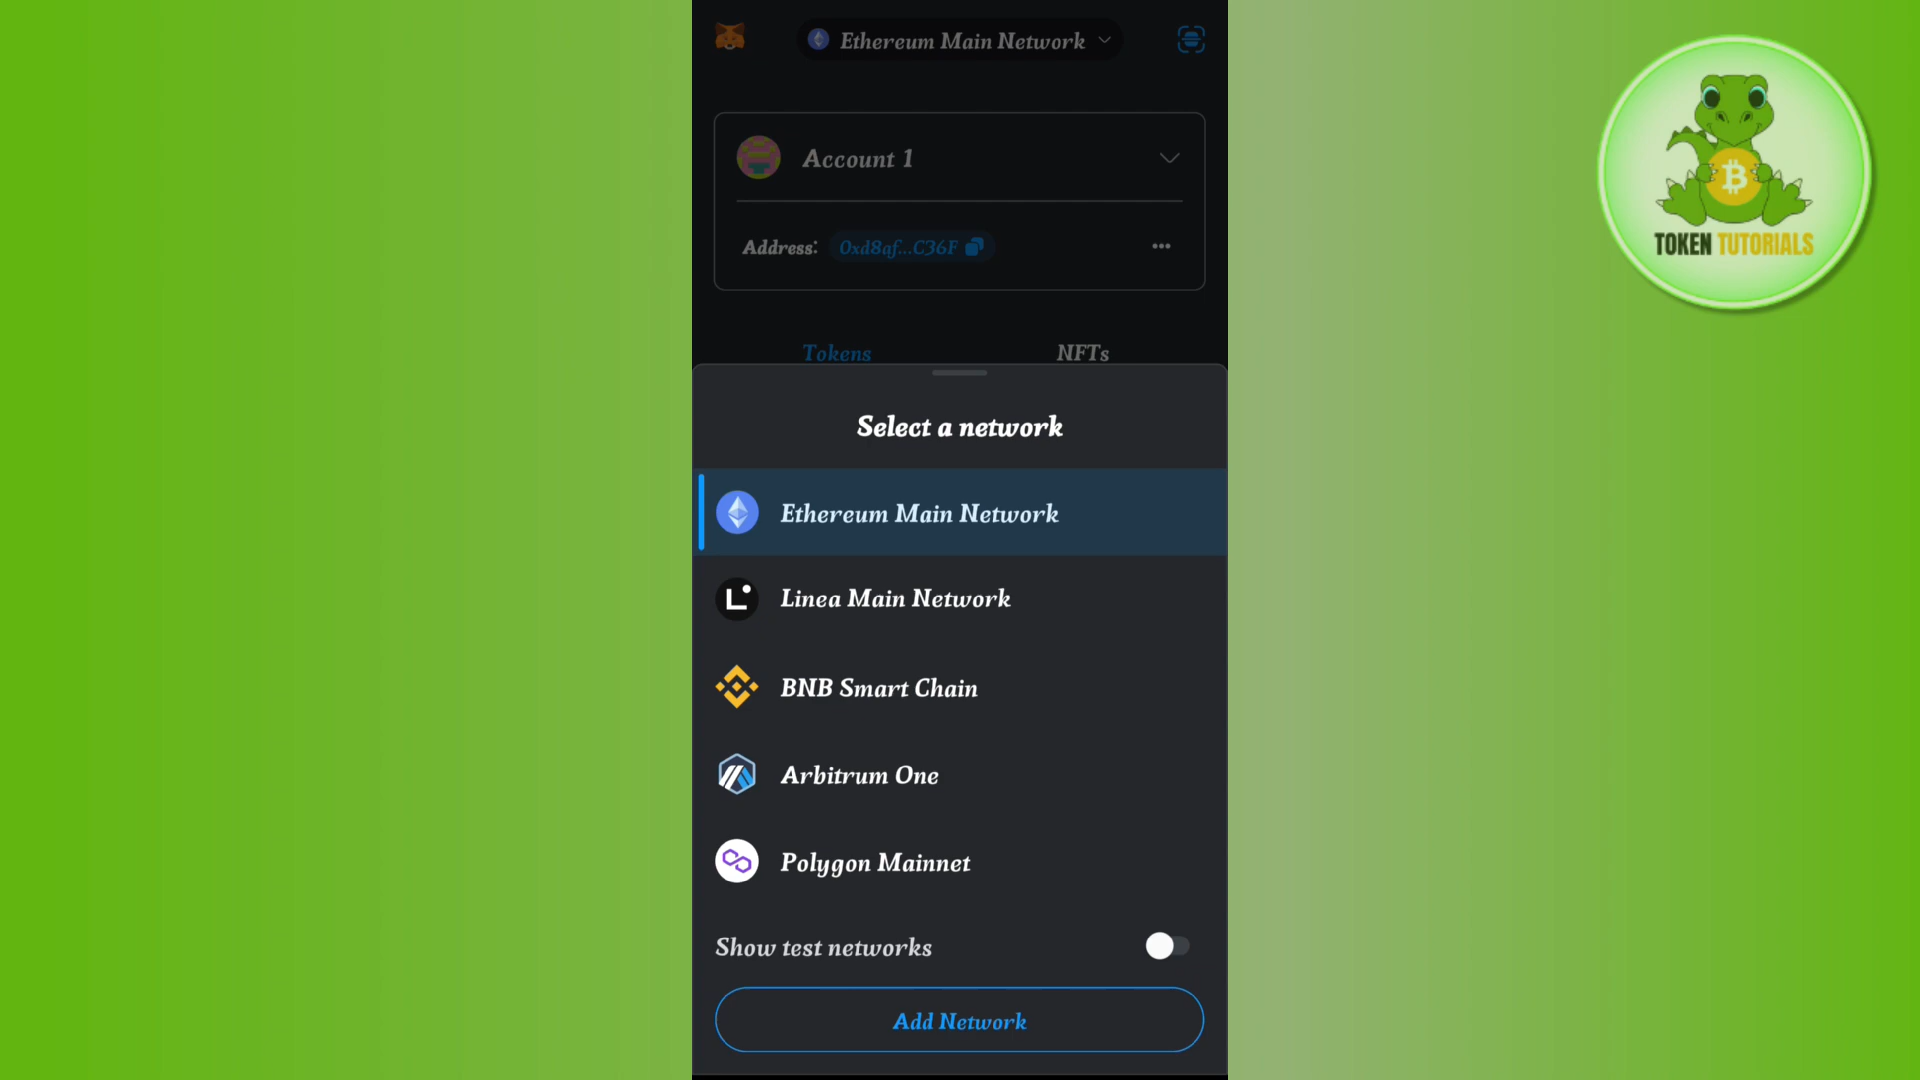 Ethereum Main Network
Account 1
Address: 0xd8af...C36F
Tokens NFTs
Select a network
Ethereum Main Network
Linea Main Network
BNB Smart Chain
Arbitrum One
Polygon Mainnet
Show test networks
Add Network
TOKEN TUTORIALS